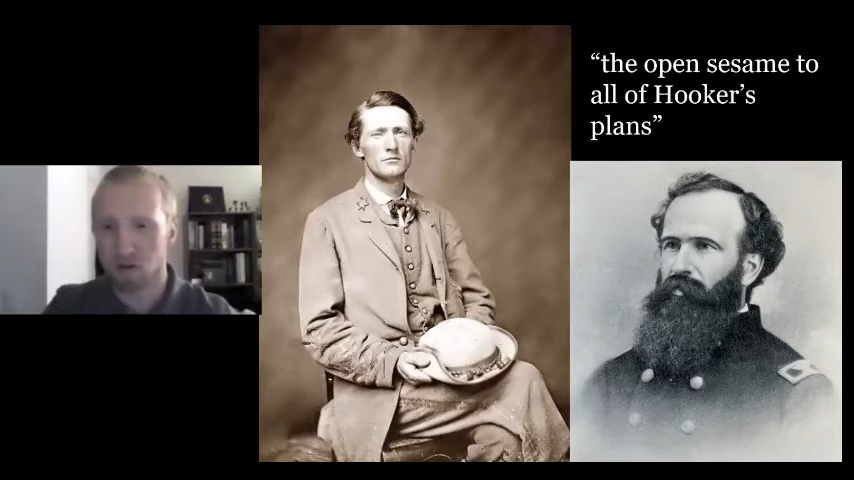 “the open sesame to
all of Hooker’s
plans”